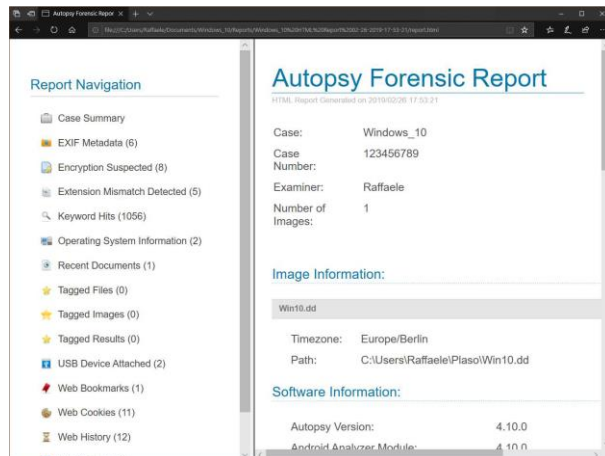 Autopsy Forensic Repor
Report Navigation
Case Summary
EXIF Metadata (6)
Encryption Suspected (8)
Extension Mismatch Detected (5)
Keyword Hits (1056)
Operating System Information (2)
Recent Documents (1)
Tagged Files (0)
Tagged Images (0)
Tagged Results (0)
USB Device Attached (2)
Web Bookmarks (1)
Web Cookies (11)
Web History (12)
Autopsy Forensic Report
HTML Report Generated on 2019/02/26 17:53:21
Case: Windows_10
Case Number: 123456789
Examiner: Raffaele
Number of Images: 1
Image Information:
Win10.dd
Timezone: Europe/Berlin
Path: C:\Users\Raffaele\Plaso\Win10.dd
Software Information:
Autopsy Version: 4.10.0
Android Analyzer Module: 4.10.0